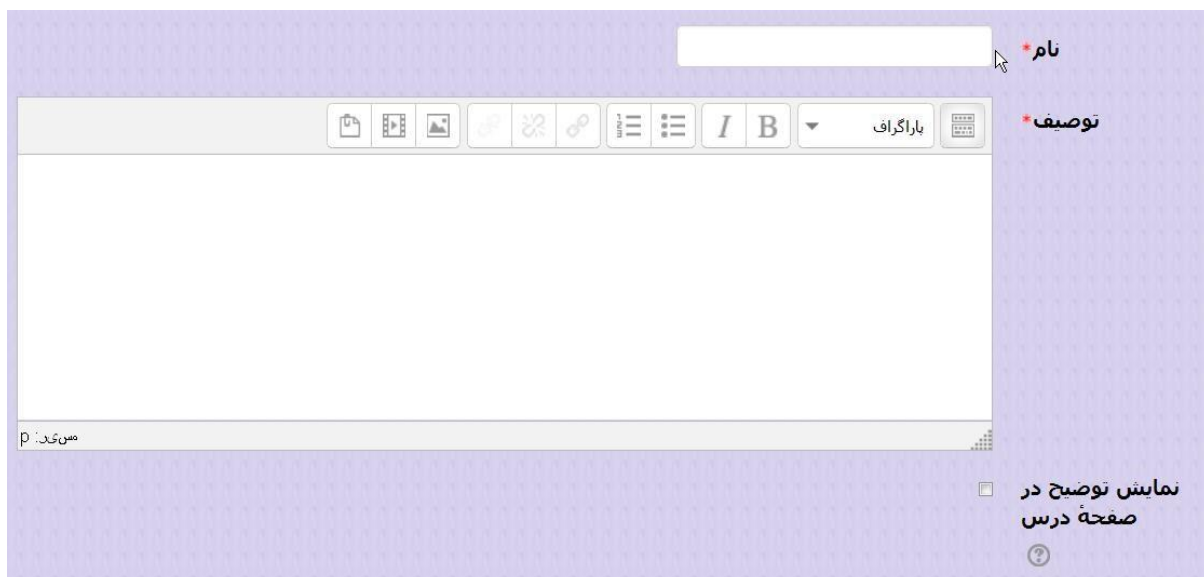 نام*
توصیف*
پاراگراف B I
مسیر: p
نمایش توضیح در
صفحهٔ درس
?